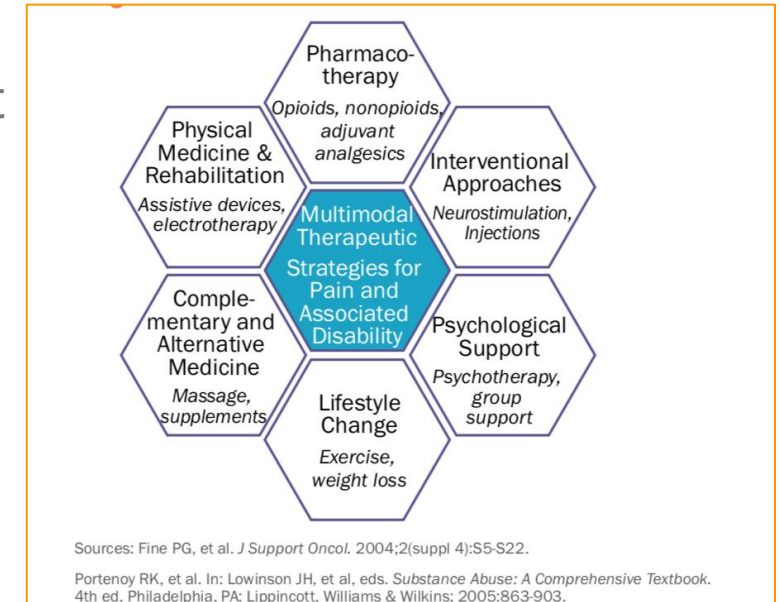 Pharmaco-
therapy
Opioids, nonopioids,
adjuvant
analgesics
Physical
Medicine &
Rehabilitation
Assistive devices,
electrotherapy
Interventional
Approaches
Neurostimulation,
Injections
Multimodal
Therapeutic
Strategies for
Pain and
Associated
Disability
Comple-
mentary and
Alternative
Medicine
Massage,
supplements
Psychological
Support
Psychotherapy,
group
support
Lifestyle
Change
Exercise,
weight loss
Sources: Fine PG, et al. J Support Oncol. 2004;2(suppl 4):S5-S22.
Portenoy RK, et al. In: Lowinson JH, et al, eds. Substance Abuse: A Comprehensive Textbook.
4th ed. Philadelphia, PA: Lippincott, Williams & Wilkins; 2005:863-903.